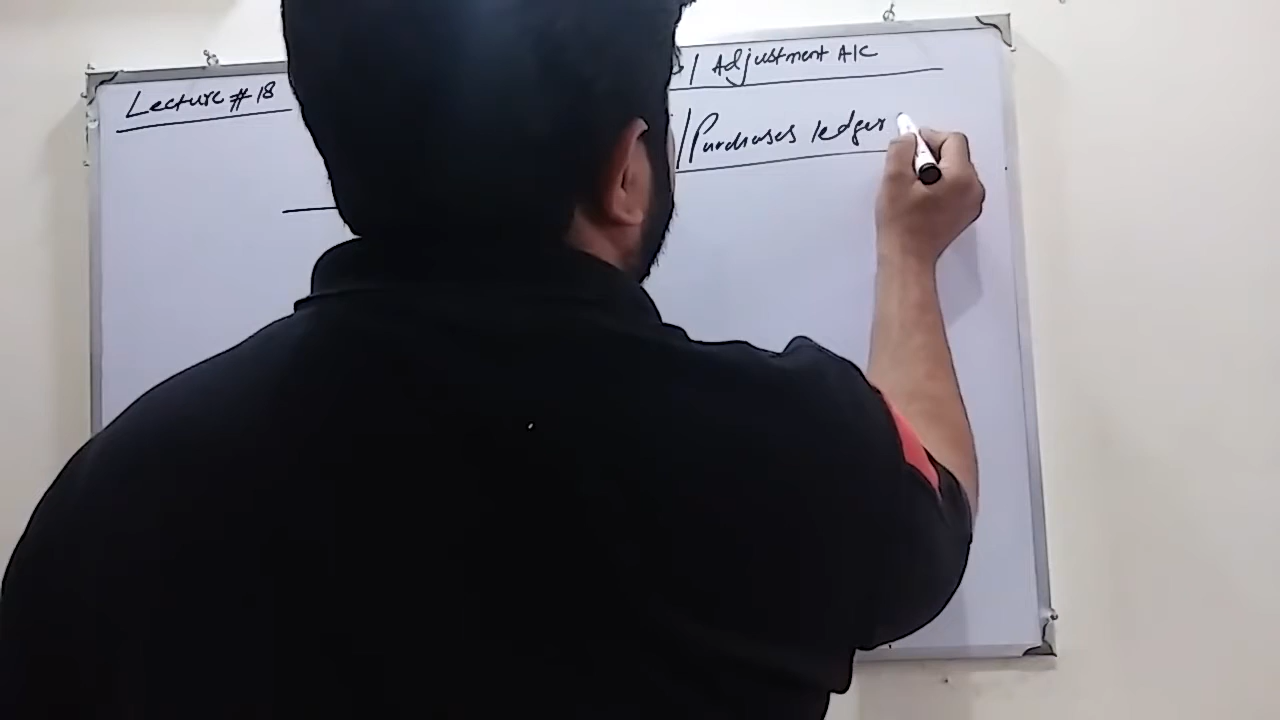 Lecture # 18
/ Adjustment A/C
/ Purchases ledger